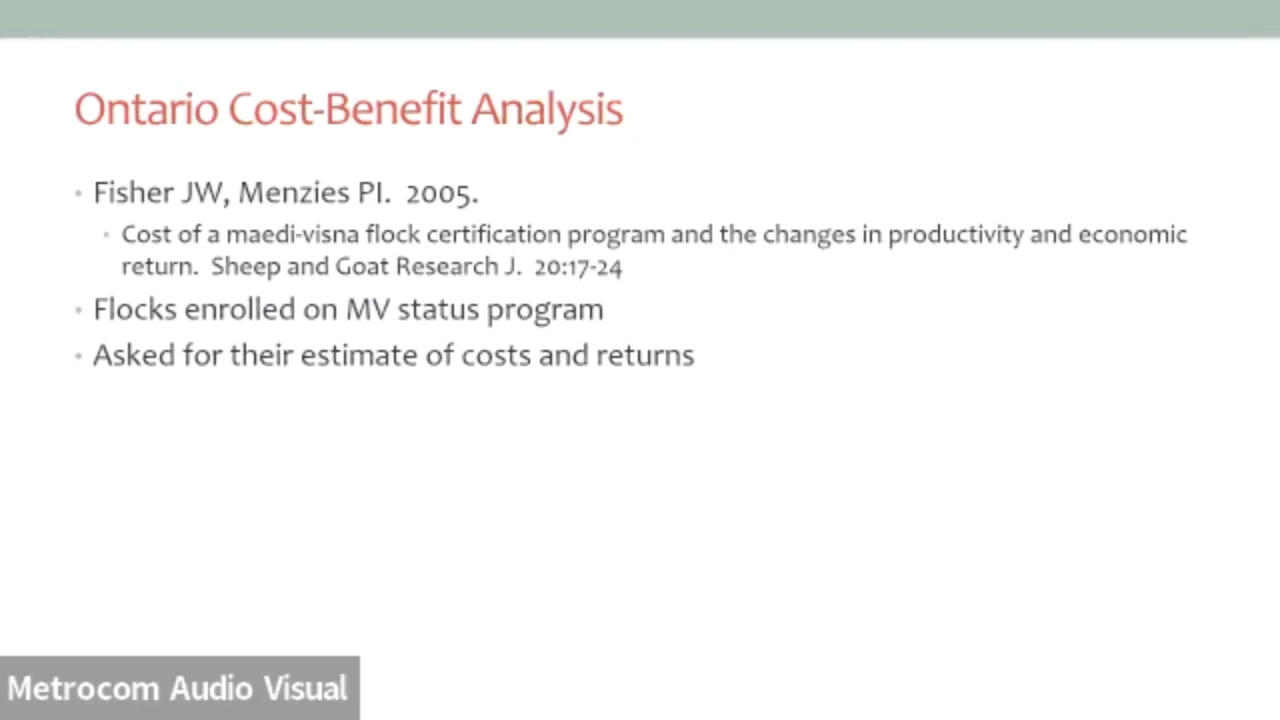 Ontario Cost-Benefit Analysis
• Fisher JW, Menzies PI. 2005.
• Cost of a maedi-visna flock certification program and the changes in productivity and economic
return. Sheep and Goat Research J. 20:17-24
• Flocks enrolled on MV status program
• Asked for their estimate of costs and returns
Metrocom Audio Visual